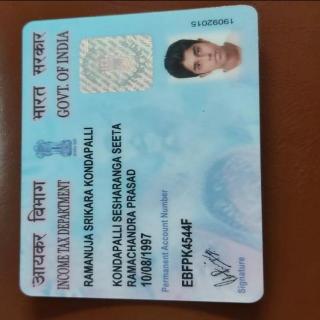 आयकर विभाग
भारत सरकार
INCOME TAX DEPARTMENT
GOVT. OF INDIA
RAMANUJA SRIKARA KONDAPALLI
KONDAPALLI SESHARANGA SEETA
RAMACHANDRA PRASAD
10/08/1997
Permanent Account Number
EBFPK4544F
Signature
19092015